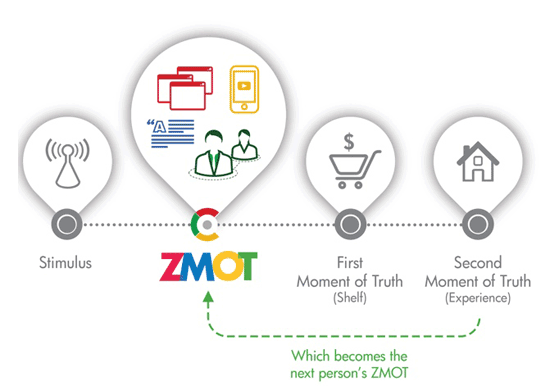 “A
$
Stimulus
ZMOT
First
Moment of Truth
(Shelf)
Second
Moment of Truth
(Experience)
Which becomes the
next person's ZMOT